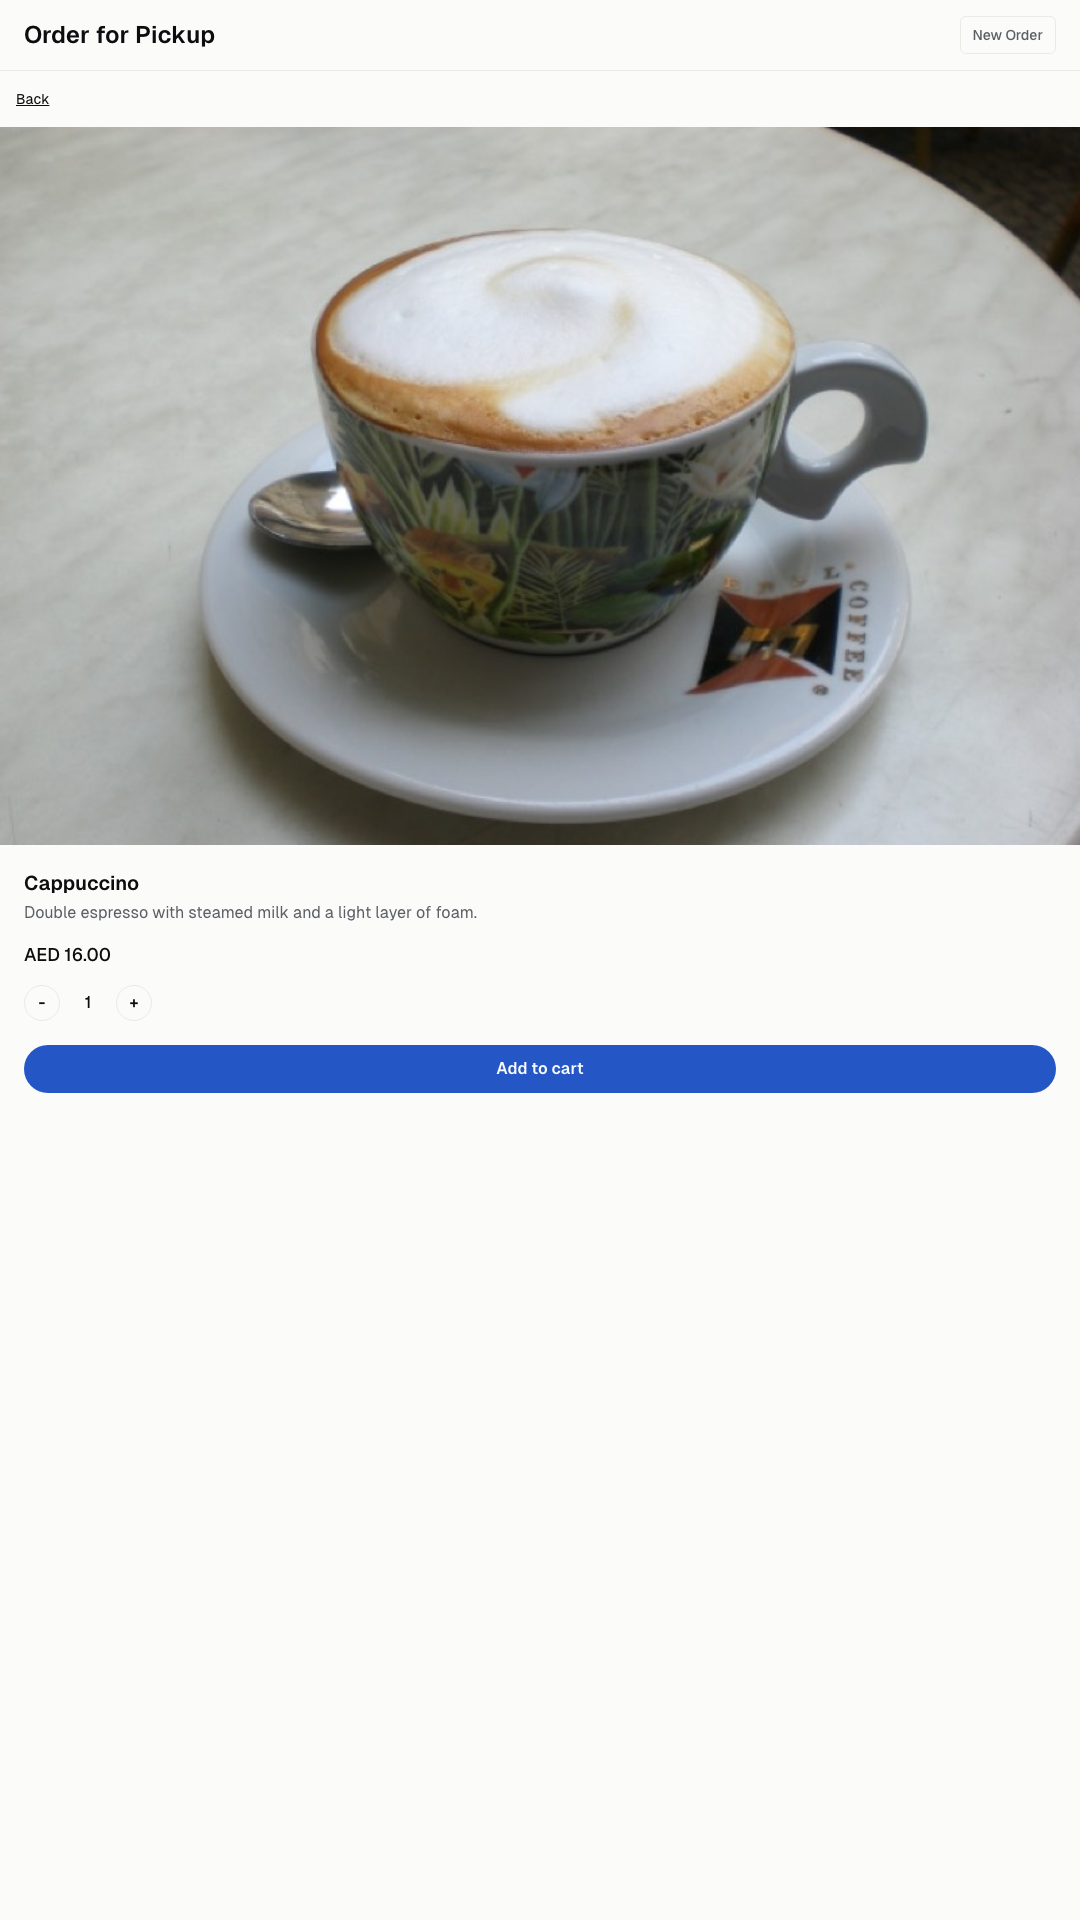 Order for Pickup
New Order
Back
COFFEE
Cappuccino
Double espresso with steamed milk and a light layer of foam.
AED 16.00
- 1 +
Add to cart